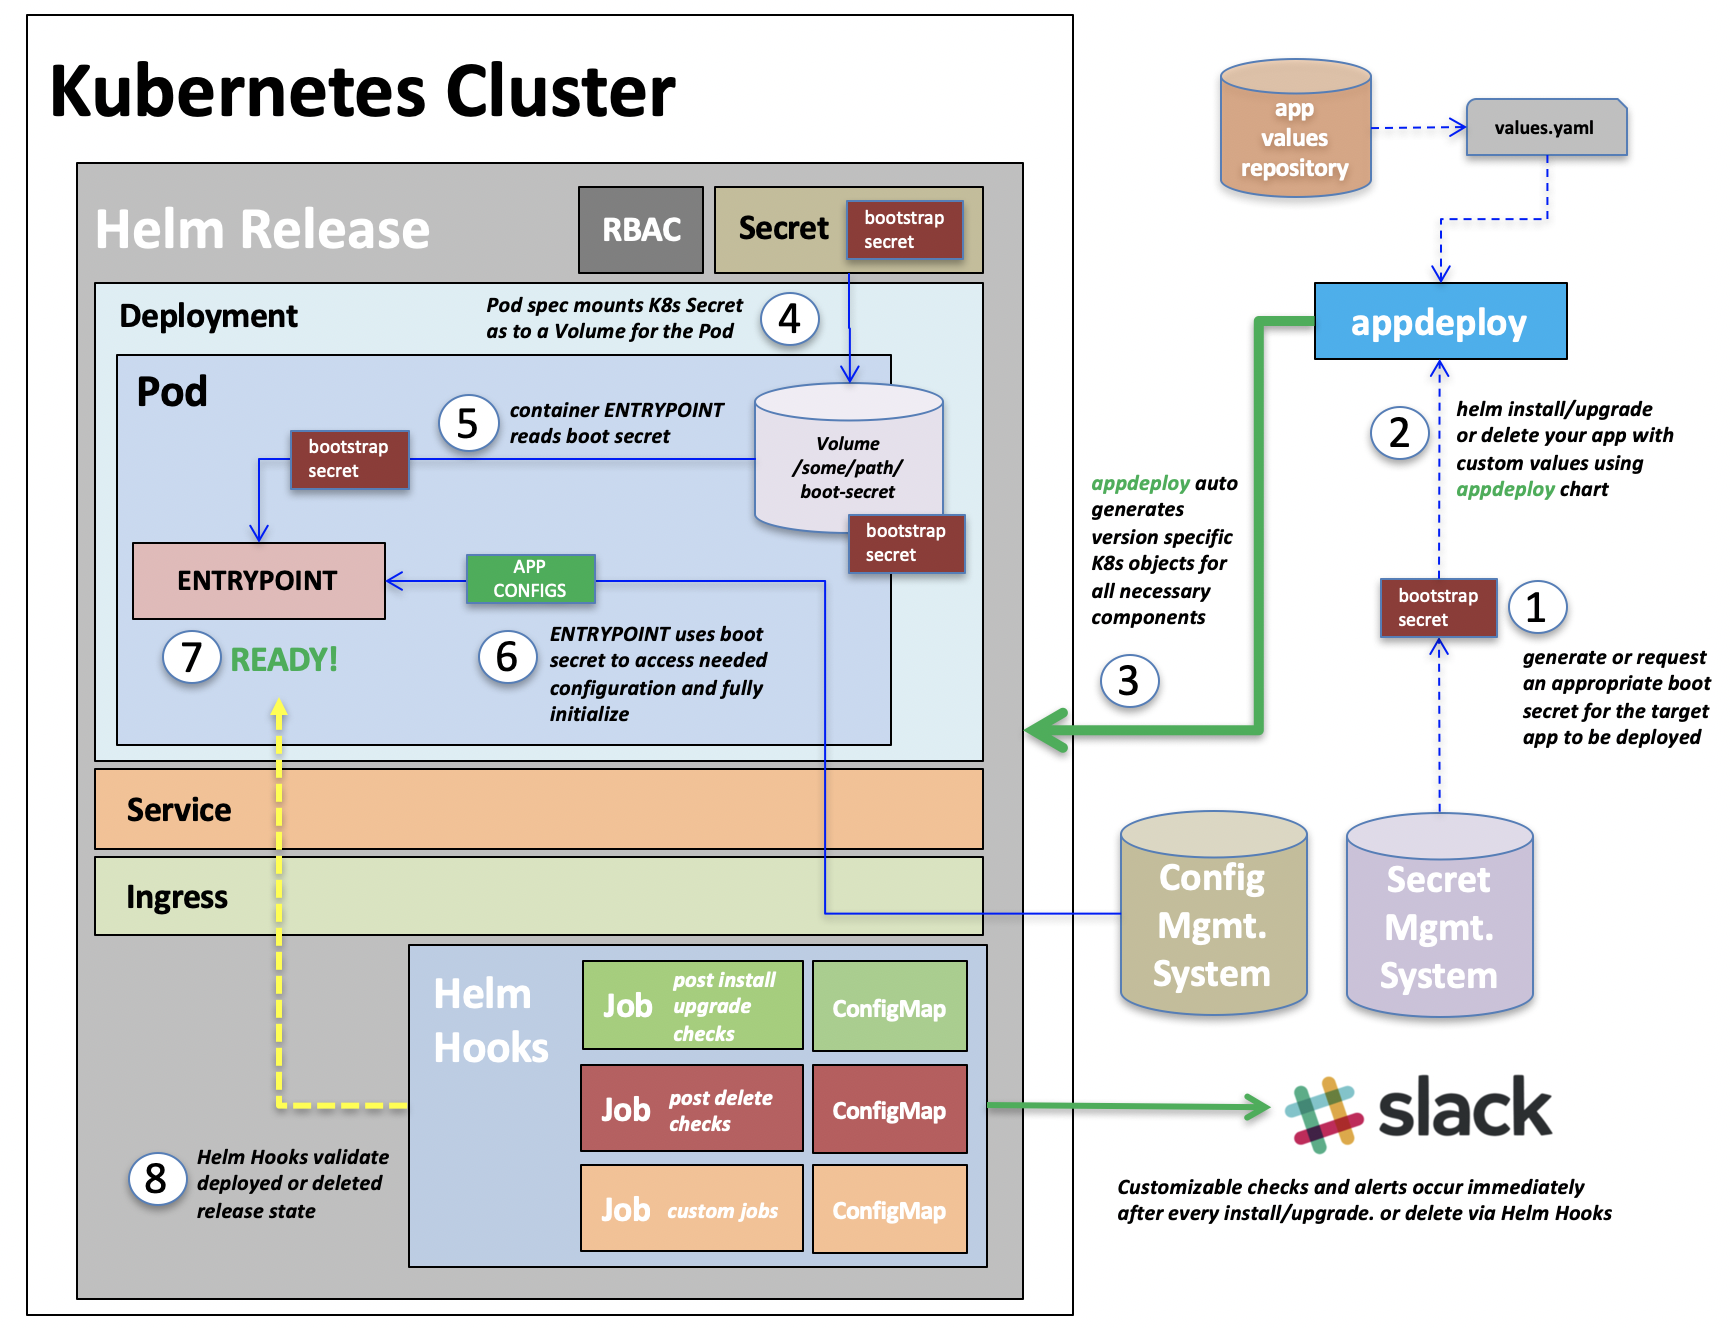 Kubernetes Cluster
app
values
repository
values.yaml
Helm Release
RBAC
Secret
bootstrap
secret
Deployment
Pod spec mounts K8s Secret
as to a Volume for the Pod
4
appdeploy
Pod
5
container ENTRYPOINT
reads boot secret
bootstrap
secret
Volume
/some/path/
boot-secret
bootstrap
secret
2
helm install/upgrade
or delete your app with
custom values using
appdeploy chart
appdeploy auto
generates
version specific
K8s objects for
all necessary
components
3
ENTRYPOINT
APP
CONFIGS
bootstrap
secret
1
generate or request
an appropriate boot
secret for the target
app to be deployed
7
READY!
6
ENTRYPOINT uses boot
secret to access needed
configuration and fully
initialize
Service
Ingress
Config
Mgmt.
System
Secret
Mgmt.
System
Helm
Hooks
Job
post install
upgrade
checks
ConfigMap
Job
post delete
checks
ConfigMap
Job
custom jobs
ConfigMap
slack
8
Helm Hooks validate
deployed or deleted
release state
Customizable checks and alerts occur immediately
after every install/upgrade. or delete via Helm Hooks